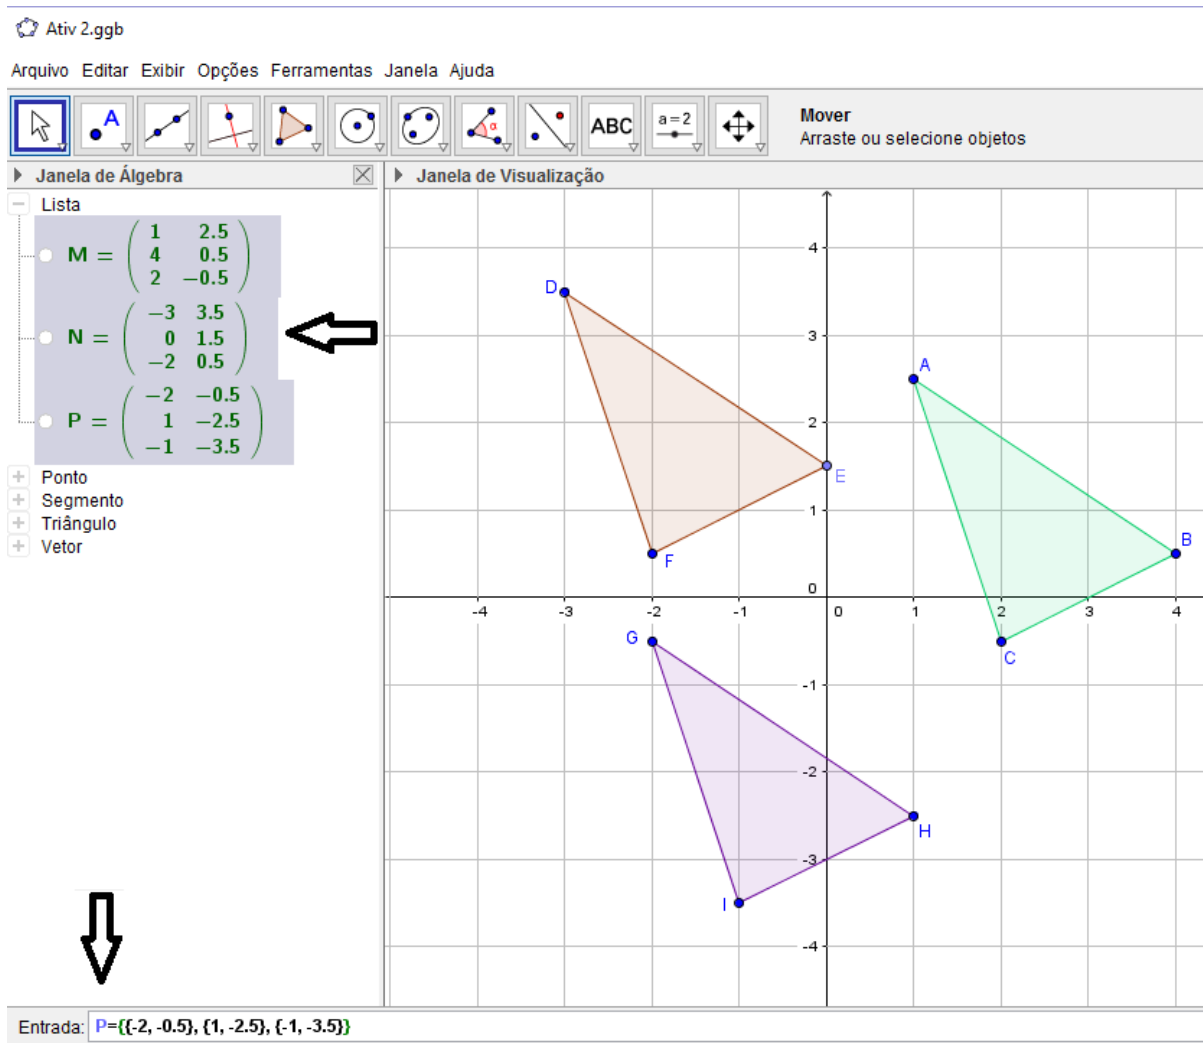 Ativ 2.ggb
Arquivo Editar Exibir Opções Ferramentas Janela Ajuda
A
α
ABC
a = 2
Mover
Arraste ou selecione objetos
Janela de Álgebra
Janela de Visualização
Lista
M = ( 1 2.5
4 0.5
2 −0.5 )
N = ( −3 3.5
0 1.5
−2 0.5 )
P = ( −2 −0.5
1 −2.5
−1 −3.5 )
Ponto
Segmento
Triângulo
Vetor
4
D
3
A
2
E
1
B
F
0
-4 -3 -2 -1 0 1 2 3 4
G
C
-1
-2
H
-3
I
-4
Entrada: P={{-2, -0.5}, {1, -2.5}, {-1, -3.5}}